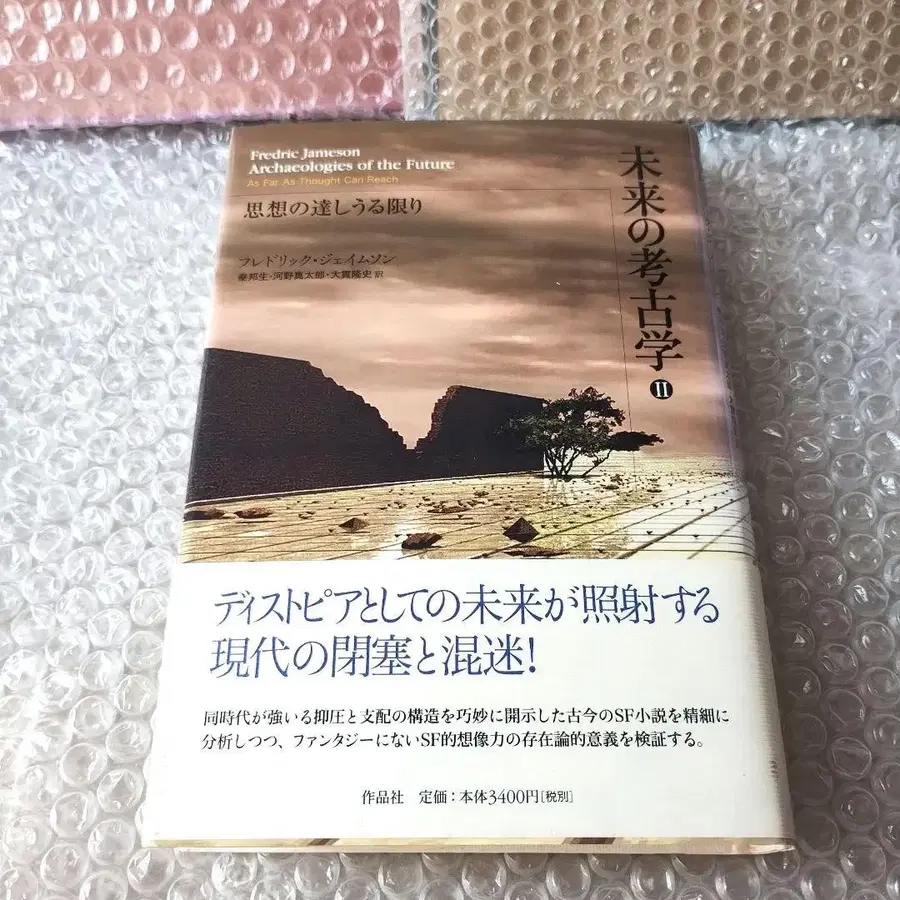 Fredric Jameson
Archaeologies of the Future
As Far As Thought Can Reach
思想の達しうる限り
フレドリック・ジェイムソン
秦邦生・河野真太郎・大貫隆史 訳
未来の考古学 II
ディストピアとしての未来が照射する
現代の閉塞と混迷!
同時代が強いる抑圧と支配の構造を巧妙に開示した古今のSF小説を精細に
分析しつつ、ファンタジーにないSF的想像力の存在論的意義を検証する。
作品社 定価:本体3400円[税別]